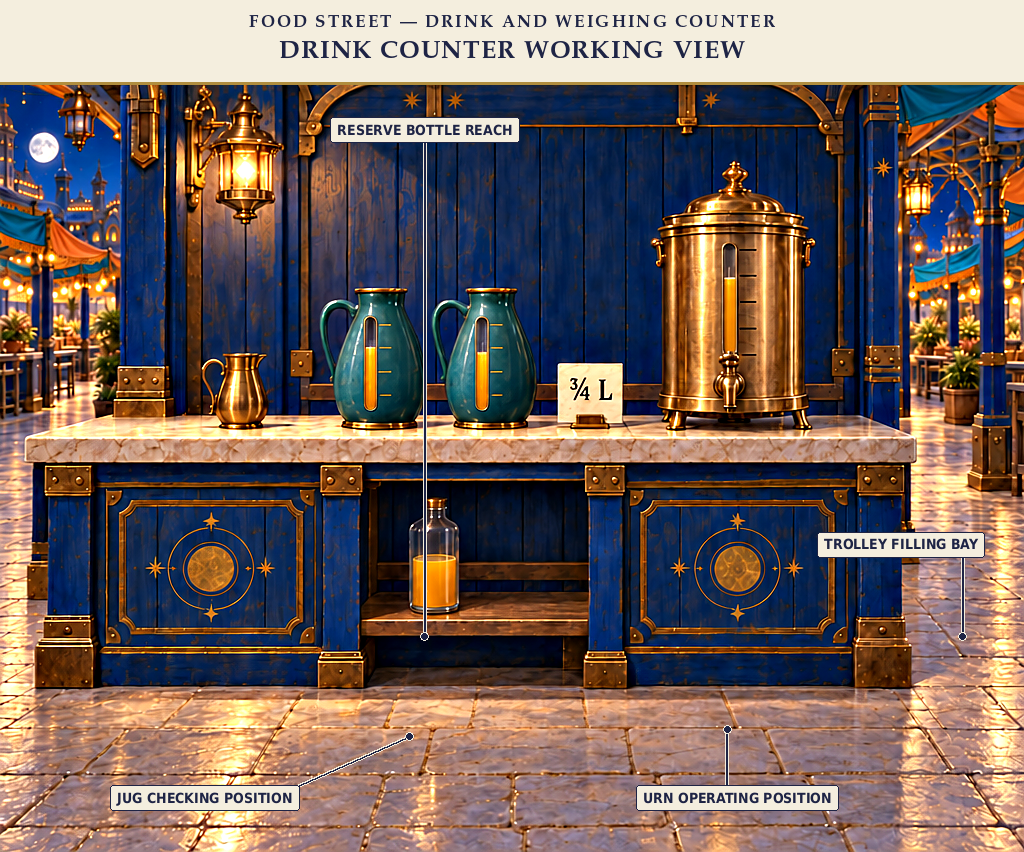 FOOD STREET — DRINK AND WEIGHING COUNTER
DRINK COUNTER WORKING VIEW
RESERVE BOTTLE REACH
¾ L
TROLLEY FILLING BAY
JUG CHECKING POSITION
URN OPERATING POSITION